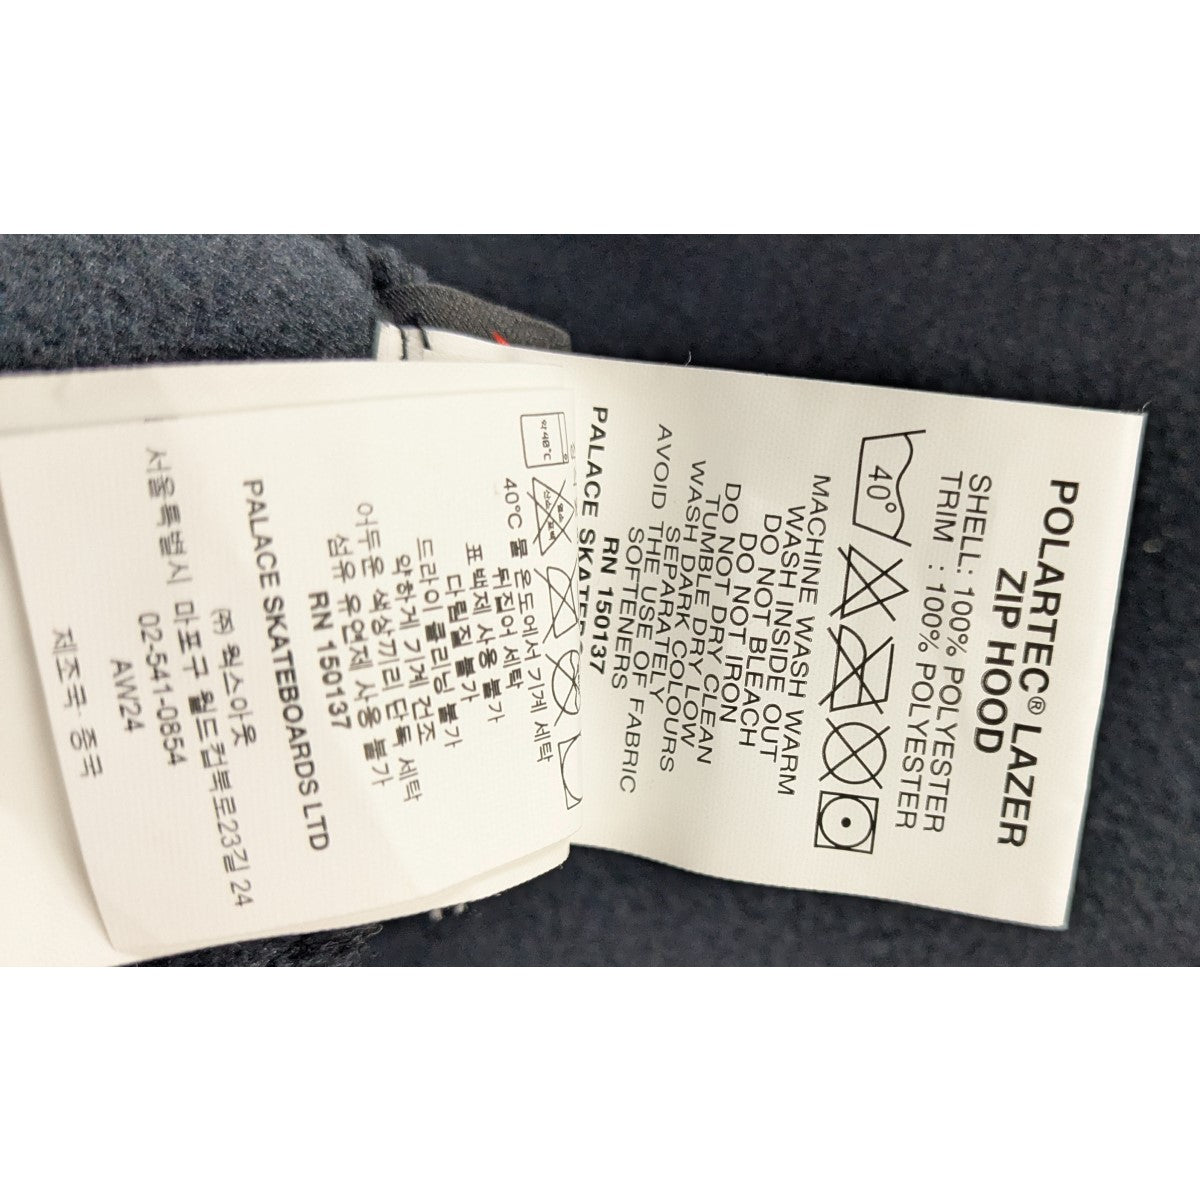 POLARTEC® LAZER
ZIP HOOD
SHELL: 100% POLYESTER
TRIM : 100% POLYESTER
40°
MACHINE WASH WARM
WASH INSIDE OUT
DO NOT BLEACH
DO NOT IRON
DO NOT DRY CLEAN
TUMBLE DRY LOW
WASH DARK COLOURS
SEPARATELY
AVOID THE USE OF FABRIC
SOFTENERS
RN 150137
PALACE SKATEB
약 40°C
40°C 물 온도에서 기계 세탁
뒤집어 세탁
표백제 사용 불가
다림질 불가
드라이 클리닝 불가
약하게 기계 건조
어두운 색상끼리 단독 세탁
섬유 유연제 사용 불가
RN 150137
PALACE SKATEBOARDS LTD
(주) 웍스아웃
서울특별시 마포구 월드컵북로23길 24
02-541-0854
AW24
제조국: 중국